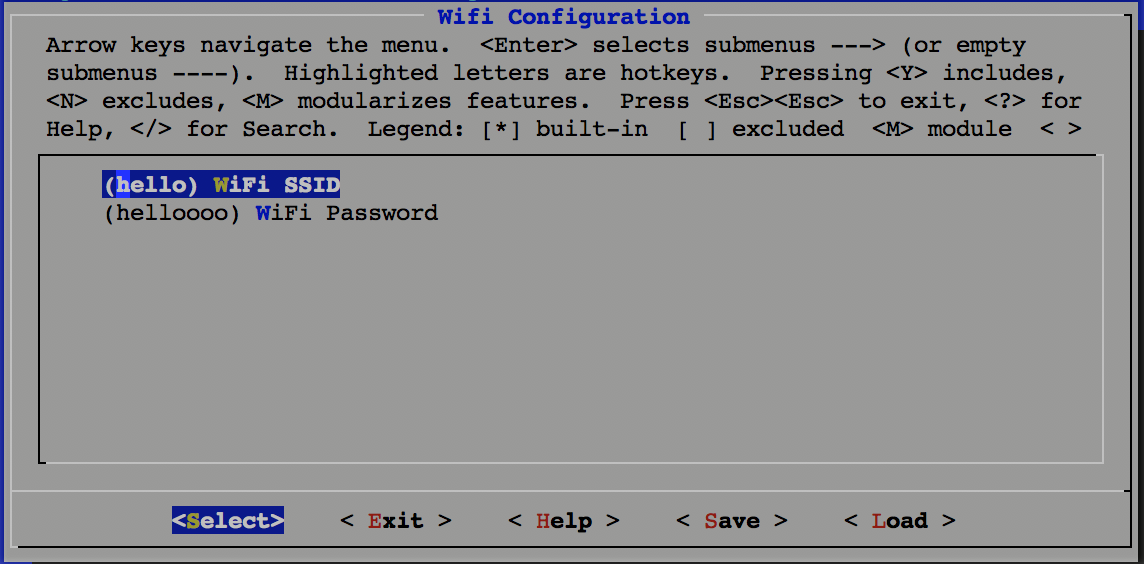 Wifi Configuration
Arrow keys navigate the menu.  <Enter> selects submenus ---> (or empty
submenus ----).  Highlighted letters are hotkeys.  Pressing <Y> includes,
<N> excludes, <M> modularizes features.  Press <Esc><Esc> to exit, <?> for
Help, </> for Search.  Legend: [*] built-in  [ ] excluded  <M> module  < >
(hello) WiFi SSID
(helloooo) WiFi Password
<Select>    < Exit >    < Help >    < Save >    < Load >